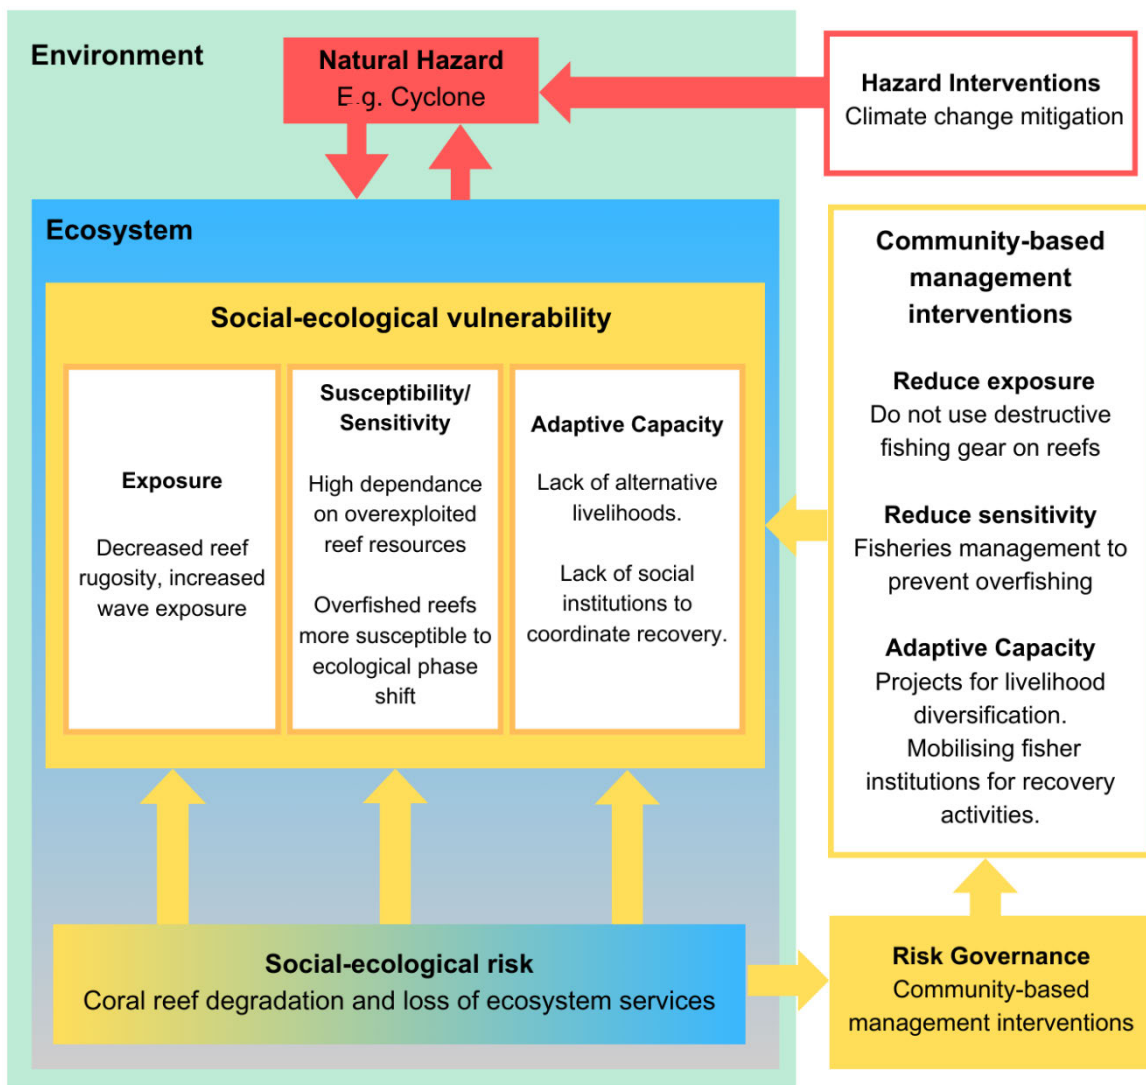 Environment
Natural Hazard
E.g. Cyclone
Hazard Interventions
Climate change mitigation
Ecosystem
Social-ecological vulnerability
Exposure
Decreased reef
rugosity, increased
wave exposure
Susceptibility/
Sensitivity
High dependance
on overexploited
reef resources
Overfished reefs
more susceptible to
ecological phase
shift
Adaptive Capacity
Lack of alternative
livelihoods.
Lack of social
institutions to
coordinate recovery.
Community-based
management
interventions
Reduce exposure
Do not use destructive
fishing gear on reefs
Reduce sensitivity
Fisheries management to
prevent overfishing
Adaptive Capacity
Projects for livelihood
diversification.
Mobilising fisher
institutions for recovery
activities.
Social-ecological risk
Coral reef degradation and loss of ecosystem services
Risk Governance
Community-based
management interventions